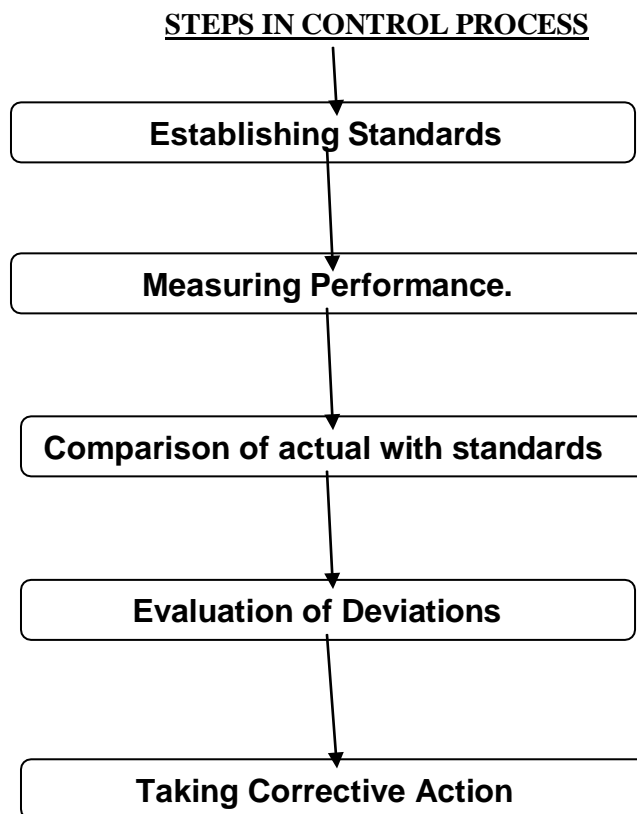 STEPS IN CONTROL PROCESS
Establishing Standards
Measuring Performance.
Comparison of actual with standards
Evaluation of Deviations
Taking Corrective Action